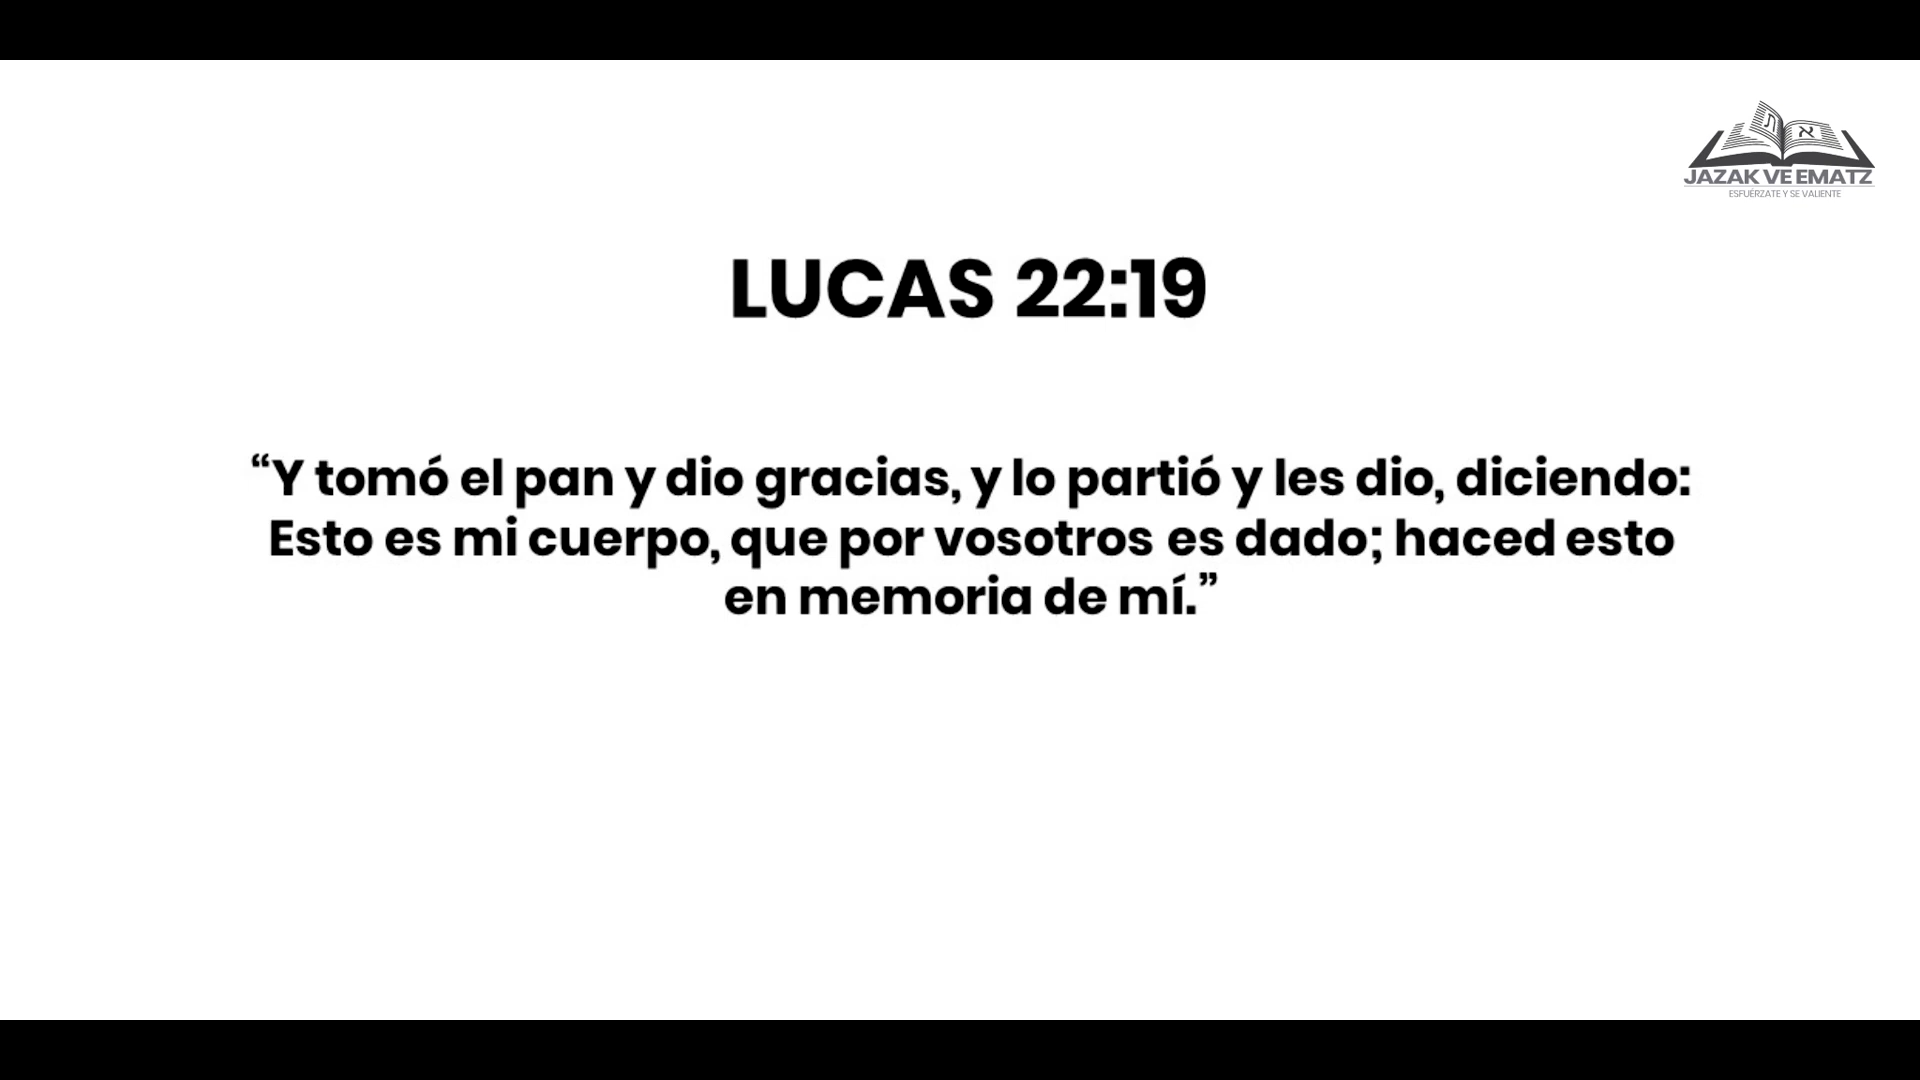 ת א
JAZAK VE EMATZ
ESFUÉRZATE Y SE VALIENTE
LUCAS 22:19
“Y tomó el pan y dio gracias, y lo partió y les dio, diciendo:
Esto es mi cuerpo, que por vosotros es dado; haced esto
en memoria de mí.”